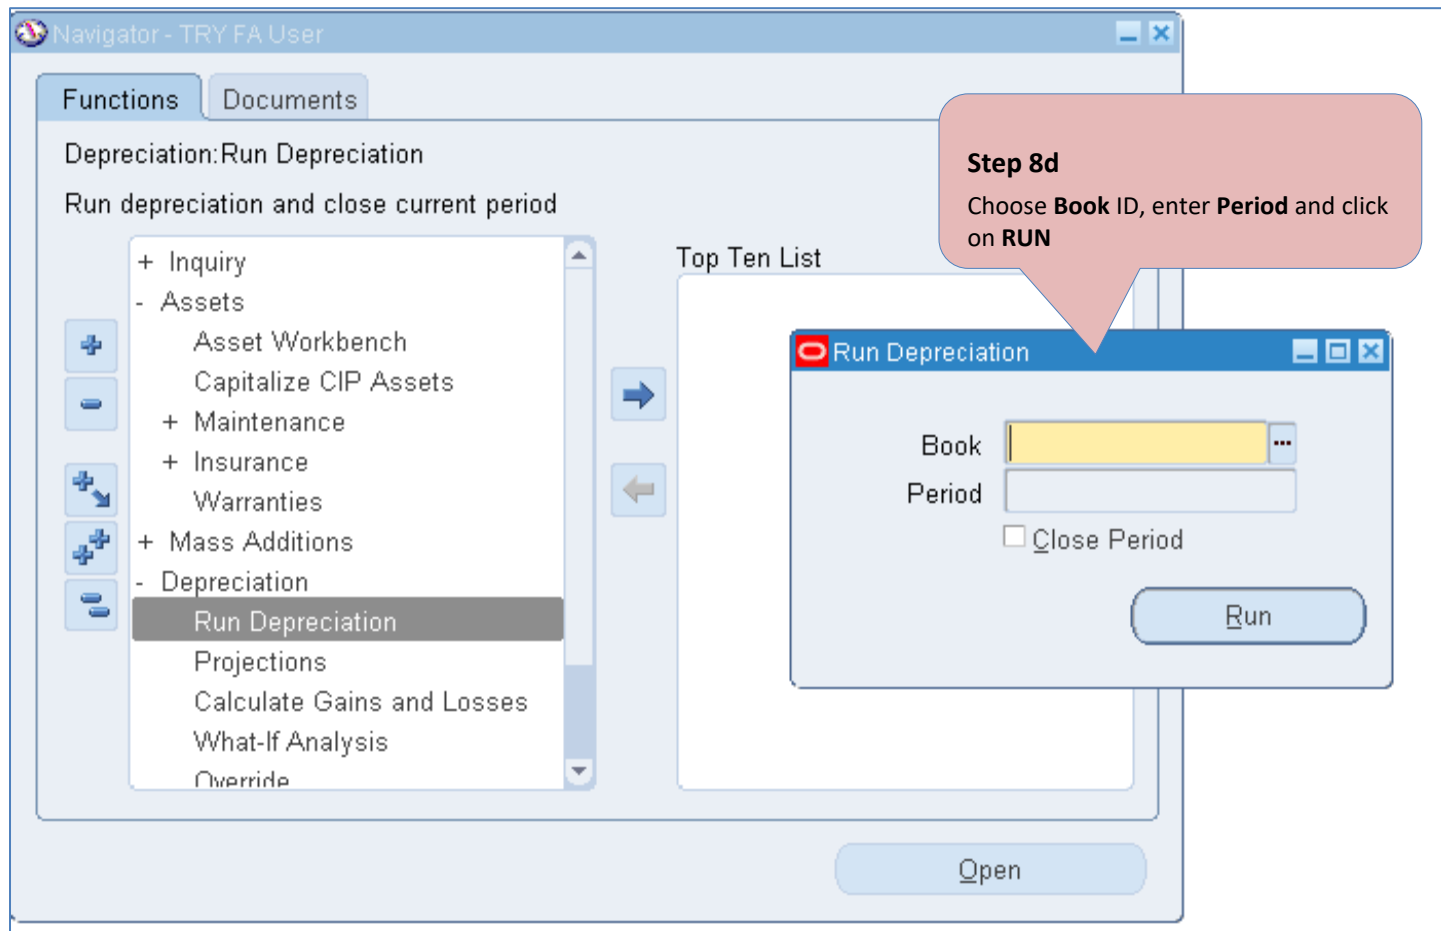 Navigator - TRY FA User
Functions
Documents
Depreciation:Run Depreciation
Run depreciation and close current period
+ Inquiry
- Assets
Asset Workbench
Capitalize CIP Assets
+ Maintenance
+ Insurance
Warranties
+ Mass Additions
- Depreciation
Run Depreciation
Projections
Calculate Gains and Losses
What-If Analysis
Override
Top Ten List
Step 8d
Choose Book ID, enter Period and click
on RUN
Run Depreciation
Book
Period
Close Period
Run
Open